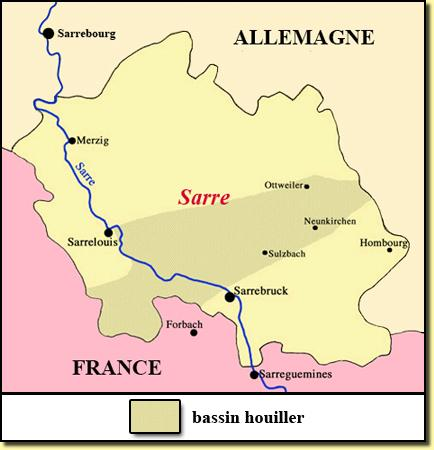 Sarrebourg
ALLEMAGNE
Merzig
Sarre
Sarre
Ottweiler
Neunkirchen
Sarrelouis
Hombourg
Sulzbach
Sarrebruck
Forbach
FRANCE
Sarreguemines
bassin houiller